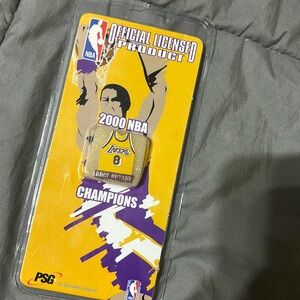 OFFICIAL LICENSED
PRODUCT
NBA
2000 NBA
LAKERS
8
CHAMPIONS
PSG